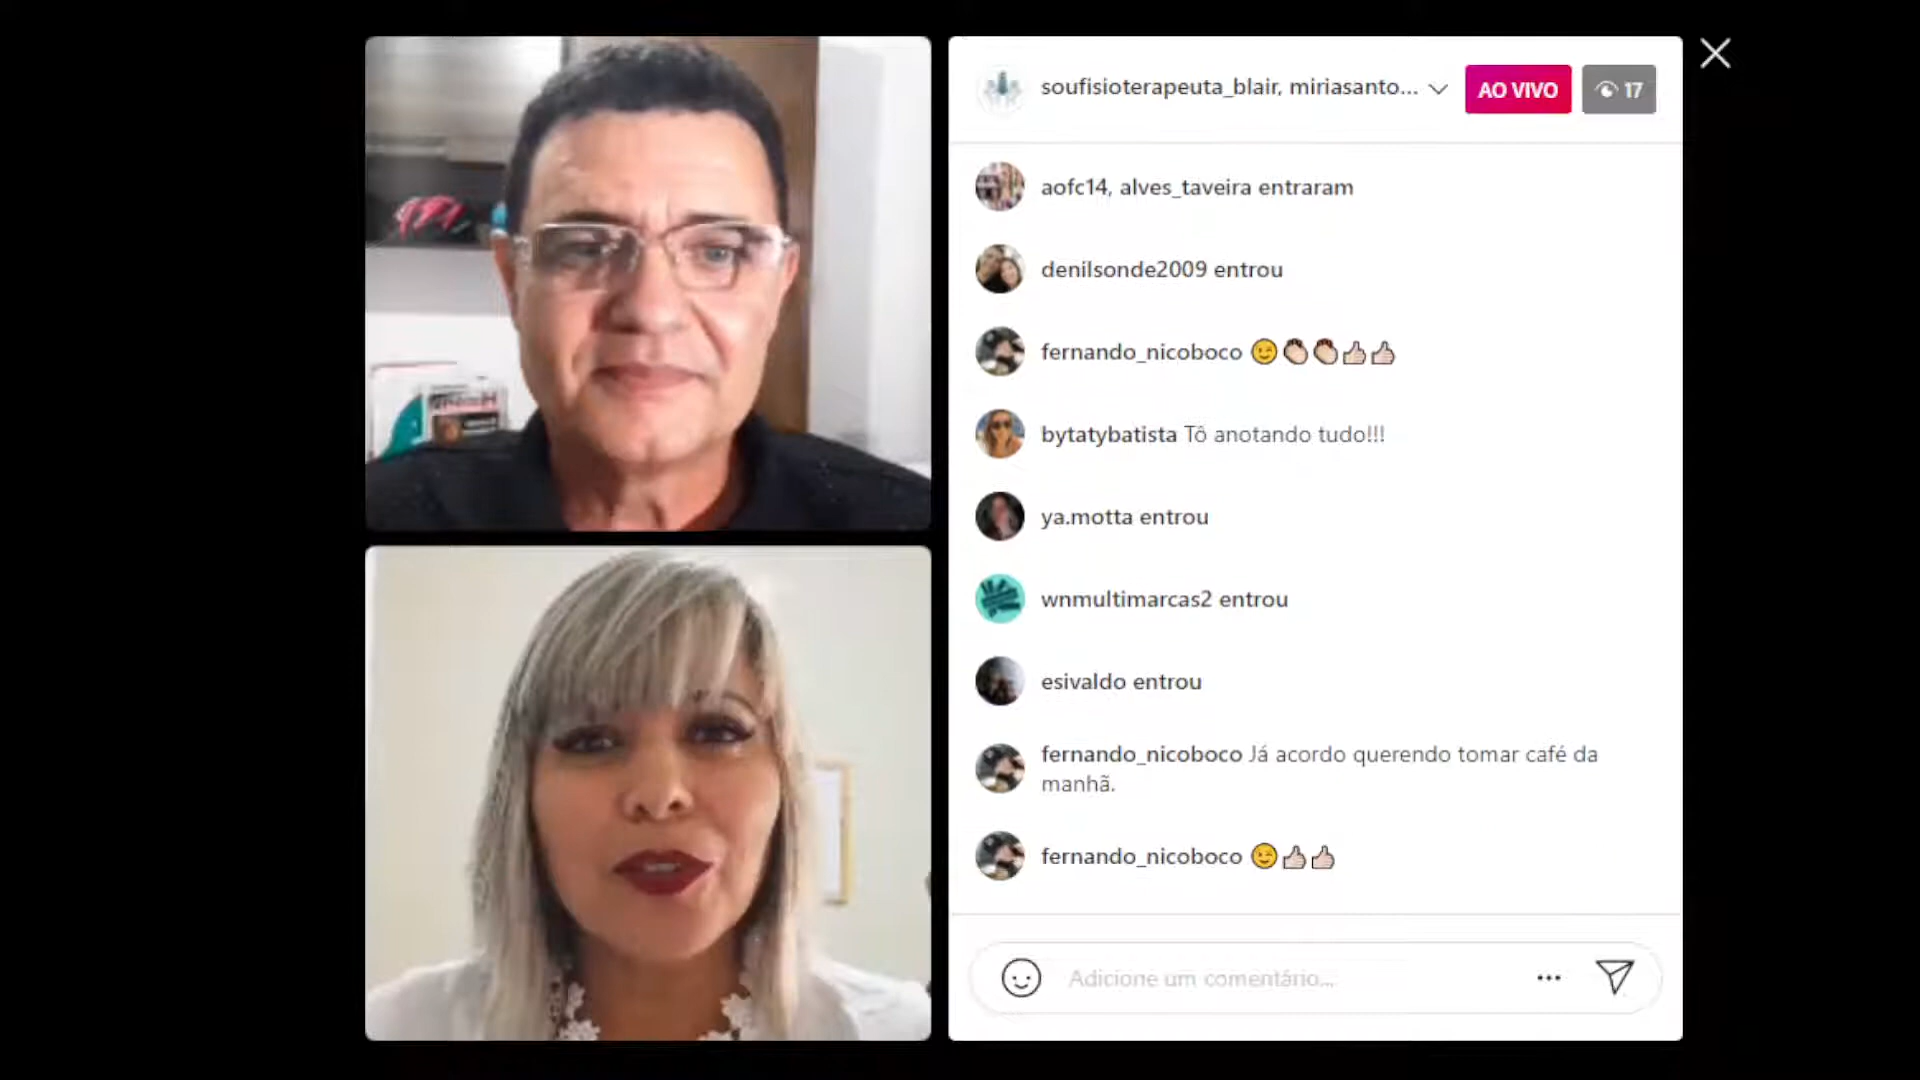 soufisioterapeuta_blair, miriasanto...
AO VIVO
17
aofc14, alves_taveira entraram
denilsonde2009 entrou
fernando_nicoboco 😉👏🏻👏🏻👍🏻👍🏻
bytatybatista Tô anotando tudo!!!
ya.motta entrou
wnmultimarcas2 entrou
esivaldo entrou
fernando_nicoboco Já acordo querendo tomar café da
manhã.
fernando_nicoboco 😉👍🏻👍🏻
Adicione um comentário...